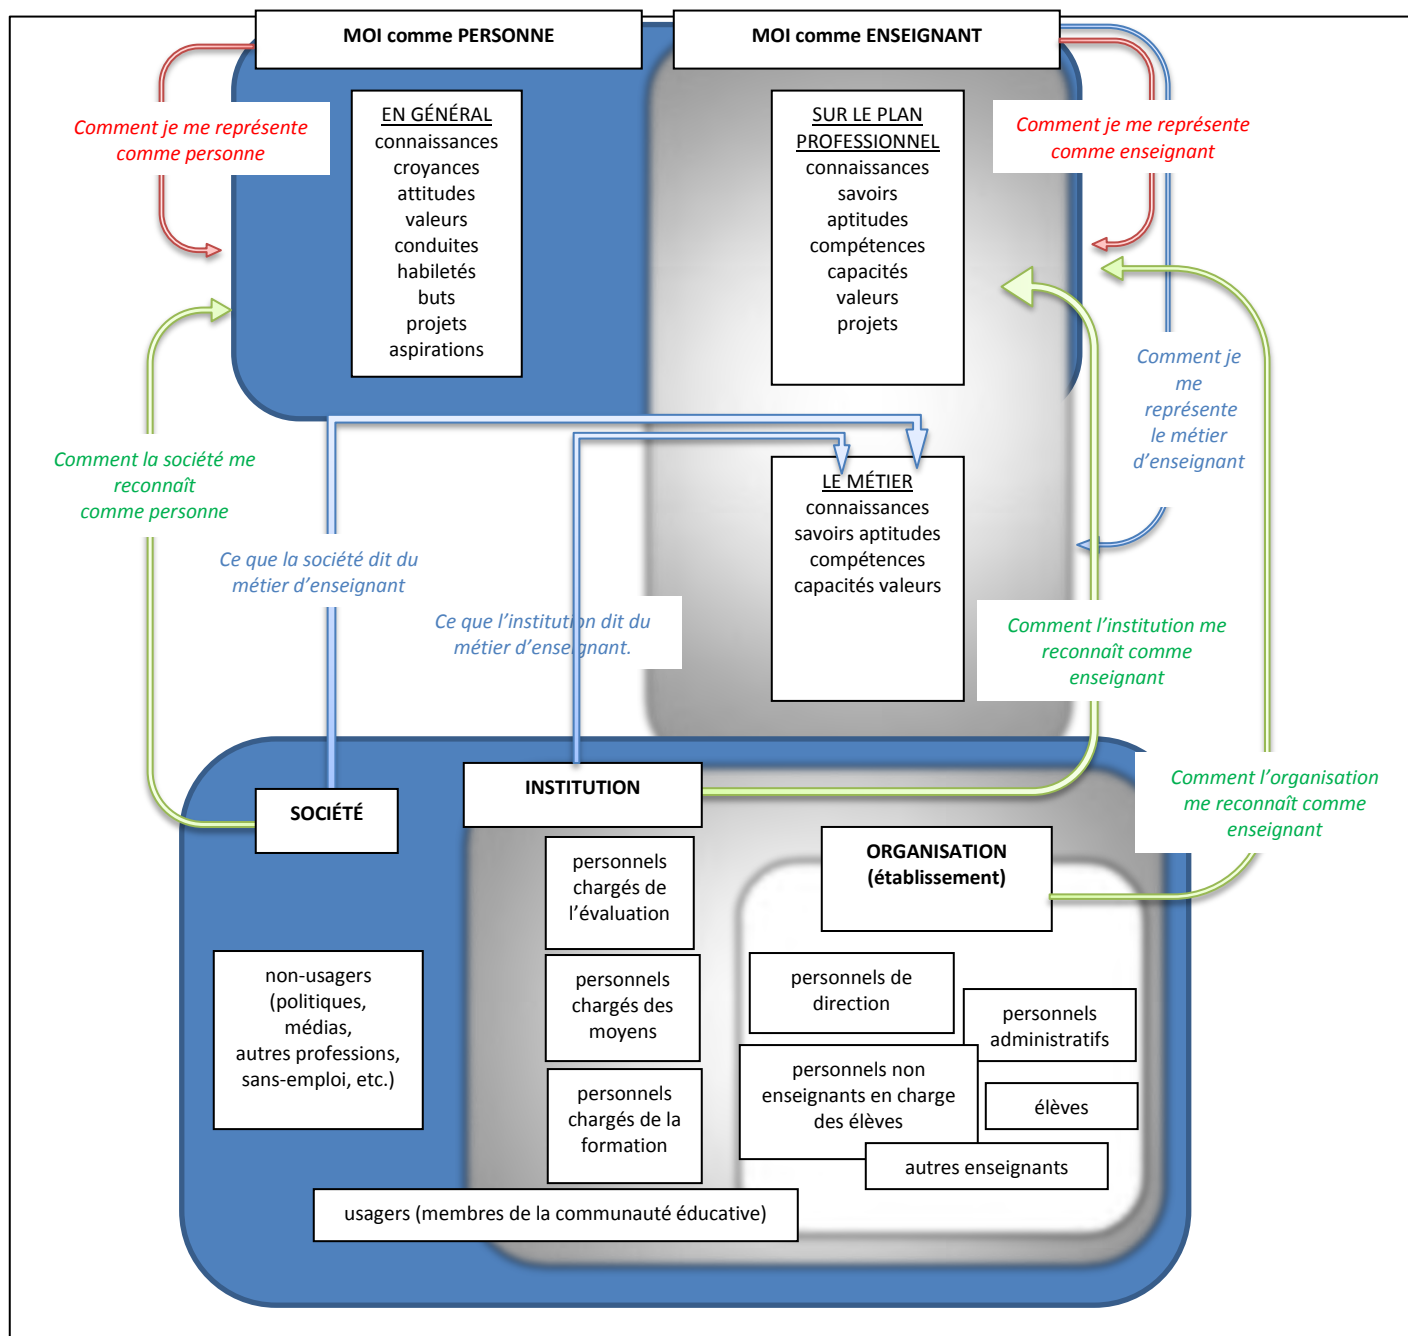 MOI comme PERSONNE
MOI comme ENSEIGNANT
Comment je me représente
comme personne
EN GÉNÉRAL
connaissances
croyances
attitudes
valeurs
conduites
habiletés
buts
projets
aspirations
SUR LE PLAN
PROFESSIONNEL
connaissances
savoirs
aptitudes
compétences
capacités
valeurs
projets
Comment je me représente
comme enseignant
Comment je
me
représente
le métier
d’enseignant
Comment la société me
reconnaît
comme personne
Ce que la société dit du
métier d’enseignant
Ce que l’institution dit du
métier d’enseignant.
LE MÉTIER
connaissances
savoirs aptitudes
compétences
capacités valeurs
Comment l’institution me
reconnaît comme
enseignant
Comment l’organisation
me reconnaît comme
enseignant
SOCIÉTÉ
INSTITUTION
ORGANISATION
(établissement)
non-usagers
(politiques,
médias,
autres professions,
sans-emploi, etc.)
personnels
chargés de
l’évaluation
personnels
chargés des
moyens
personnels
chargés de la
formation
personnels de
direction
personnels
administratifs
personnels non
enseignants en charge
des élèves
élèves
autres enseignants
usagers (membres de la communauté éducative)